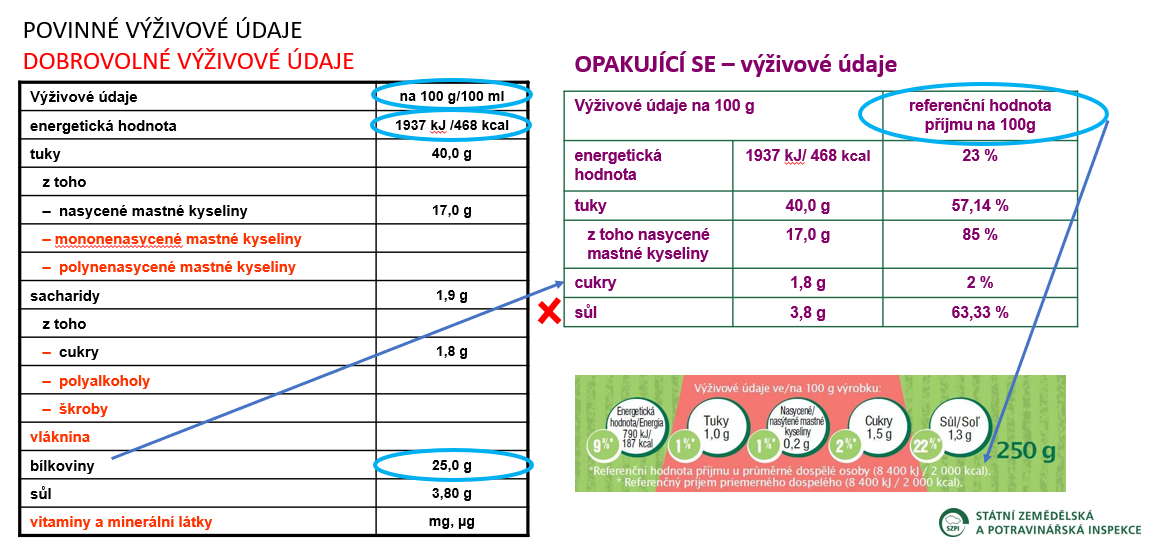 POVINNÉ VÝŽIVOVÉ ÚDAJE
DOBROVOLNÉ VÝŽIVOVÉ ÚDAJE
Výživové údaje na 100 g/100 ml
energetická hodnota 1937 kJ /468 kcal
tuky 40,0 g
z toho
– nasycené mastné kyseliny 17,0 g
– mononenasycené mastné kyseliny
– polynenasycené mastné kyseliny
sacharidy 1,9 g
z toho
– cukry 1,8 g
– polyalkoholy
– škroby
vláknina
bílkoviny 25,0 g
sůl 3,80 g
vitaminy a minerální látky mg, µg
OPAKUJÍCÍ SE – výživové údaje
Výživové údaje na 100 g referenční hodnota
příjmu na 100g
energetická 1937 kJ/ 468 kcal 23 %
hodnota
tuky 40,0 g 57,14 %
z toho nasycené 17,0 g 85 %
mastné kyseliny
cukry 1,8 g 2 %
sůl 3,8 g 63,33 %
Výživové údaje ve/na 100 g výrobku:
Energetická
hodnota/Energia
790 kJ/
187 kcal
9%*
Tuky
1,0 g
1%*
Nasycené/
nasýtené mastné
kyseliny
0,2 g
1%*
Cukry
1,5 g
2%*
Sůl/Soľ
1,3 g
22%*
250 g
*Referenční hodnota příjmu u průměrné dospělé osoby (8 400 kJ / 2 000 kcal).
* Referenčný príjem priemerného dospelého (8 400 kJ / 2 000 kcal).
SZPI
STÁTNÍ ZEMĚDĚLSKÁ
A POTRAVINÁŘSKÁ INSPEKCE